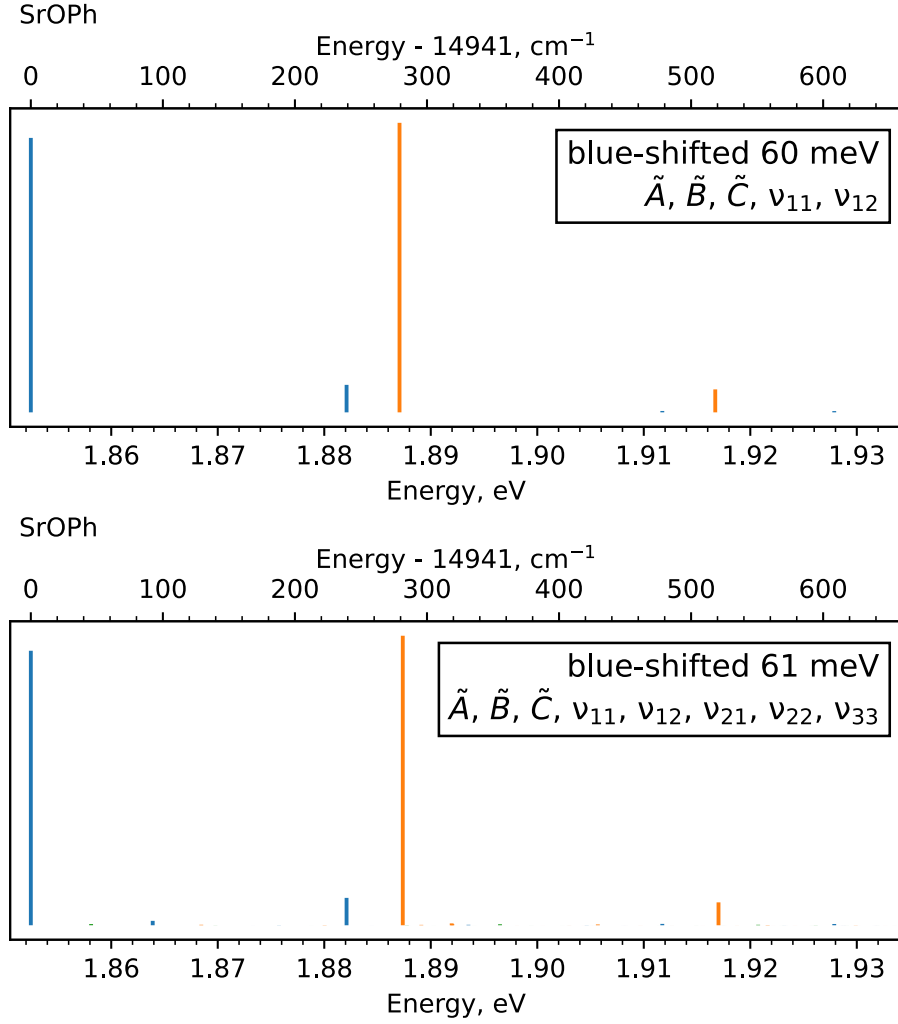 SrOPh
Energy - 14941, cm⁻¹
0 100 200 300 400 500 600
blue-shifted 60 meV
Ã, B̃, C̃, ν₁₁, ν₁₂
1.86 1.87 1.88 1.89 1.90 1.91 1.92 1.93
Energy, eV
SrOPh
Energy - 14941, cm⁻¹
0 100 200 300 400 500 600
blue-shifted 61 meV
Ã, B̃, C̃, ν₁₁, ν₁₂, ν₂₁, ν₂₂, ν₃₃
1.86 1.87 1.88 1.89 1.90 1.91 1.92 1.93
Energy, eV